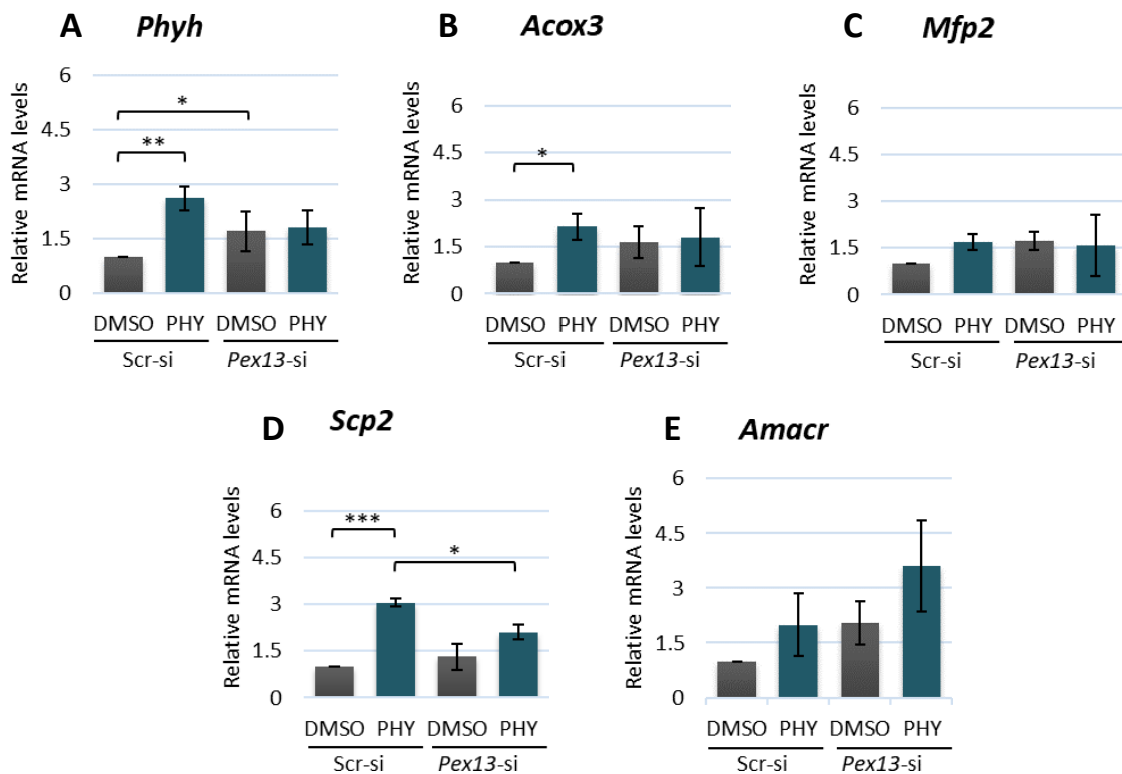 A Phyh
Relative mRNA levels
6
4.5
3
1.5
0
*
**
DMSO PHY DMSO PHY
Scr-si Pex13-si
B Acox3
Relative mRNA levels
6
4.5
3
1.5
0
*
DMSO PHY DMSO PHY
Scr-si Pex13-si
C Mfp2
Relative mRNA levels
6
4.5
3
1.5
0
DMSO PHY DMSO PHY
Scr-si Pex13-si
D Scp2
Relative mRNA levels
6
4.5
3
1.5
0
***
*
DMSO PHY DMSO PHY
Scr-si Pex13-si
E Amacr
Relative mRNA levels
6
4.5
3
1.5
0
DMSO PHY DMSO PHY
Scr-si Pex13-si